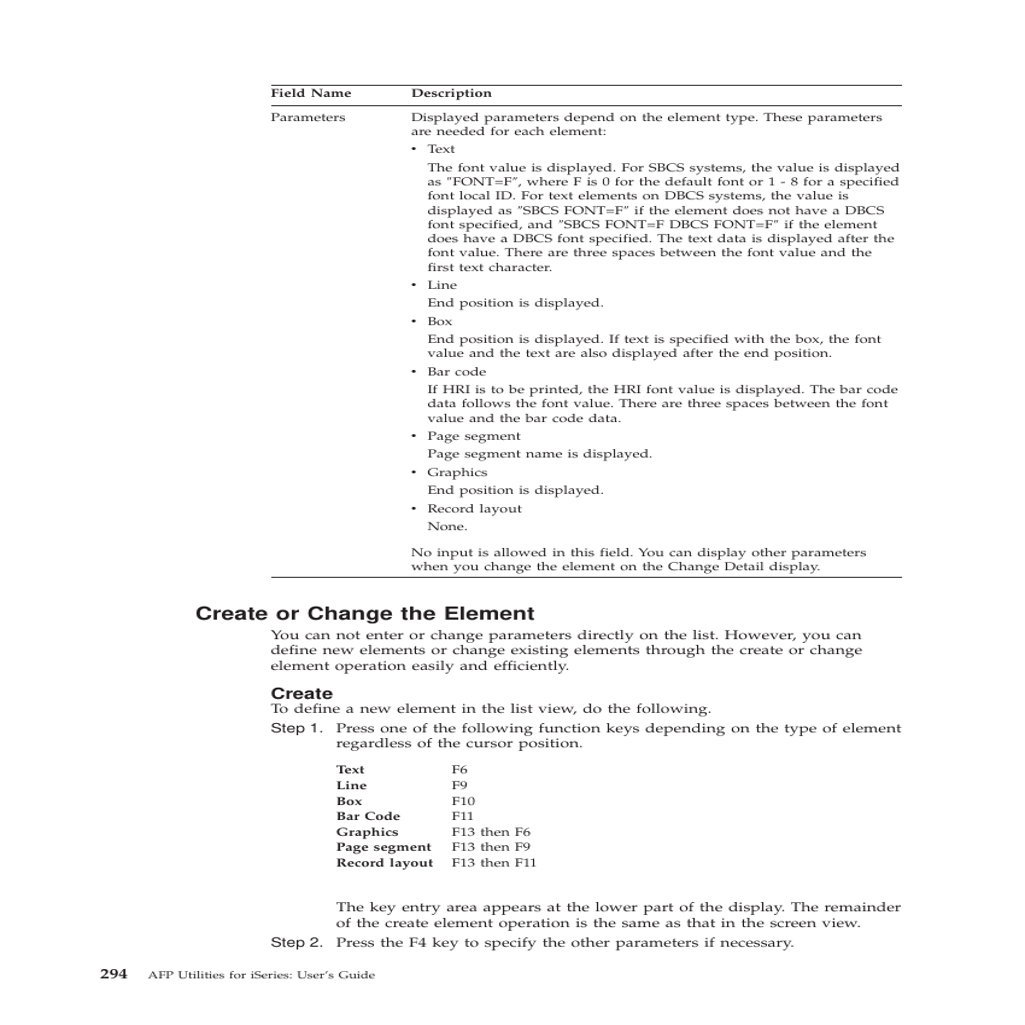 Field Name Description
Parameters Displayed parameters depend on the element type. These parameters
are needed for each element:
• Text
The font value is displayed. For SBCS systems, the value is displayed
as ″FONT=F″, where F is 0 for the default font or 1 - 8 for a specified
font local ID. For text elements on DBCS systems, the value is
displayed as ″SBCS FONT=F″ if the element does not have a DBCS
font specified, and ″SBCS FONT=F DBCS FONT=F″ if the element
does have a DBCS font specified. The text data is displayed after the
font value. There are three spaces between the font value and the
first text character.
• Line
End position is displayed.
• Box
End position is displayed. If text is specified with the box, the font
value and the text are also displayed after the end position.
• Bar code
If HRI is to be printed, the HRI font value is displayed. The bar code
data follows the font value. There are three spaces between the font
value and the bar code data.
• Page segment
Page segment name is displayed.
• Graphics
End position is displayed.
• Record layout
None.
No input is allowed in this field. You can display other parameters
when you change the element on the Change Detail display.
Create or Change the Element
You can not enter or change parameters directly on the list. However, you can
define new elements or change existing elements through the create or change
element operation easily and efficiently.
Create
To define a new element in the list view, do the following.
Step 1. Press one of the following function keys depending on the type of element
regardless of the cursor position.
Text F6
Line F9
Box F10
Bar Code F11
Graphics F13 then F6
Page segment F13 then F9
Record layout F13 then F11
The key entry area appears at the lower part of the display. The remainder
of the create element operation is the same as that in the screen view.
Step 2. Press the F4 key to specify the other parameters if necessary.
294 AFP Utilities for iSeries: User's Guide